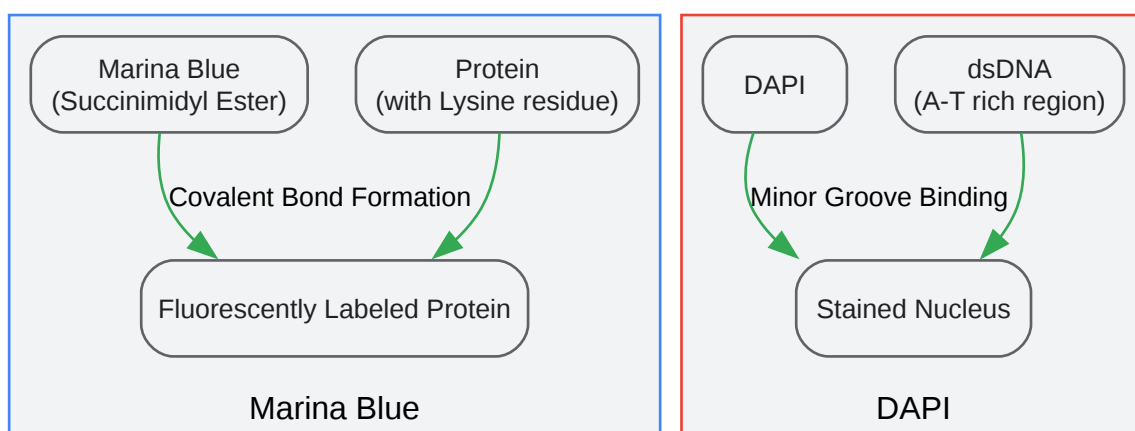 Marina Blue
(Succinimidyl Ester)
Protein
(with Lysine residue)
Covalent Bond Formation
Fluorescently Labeled Protein
Marina Blue
DAPI
dsDNA
(A-T rich region)
Minor Groove Binding
Stained Nucleus
DAPI